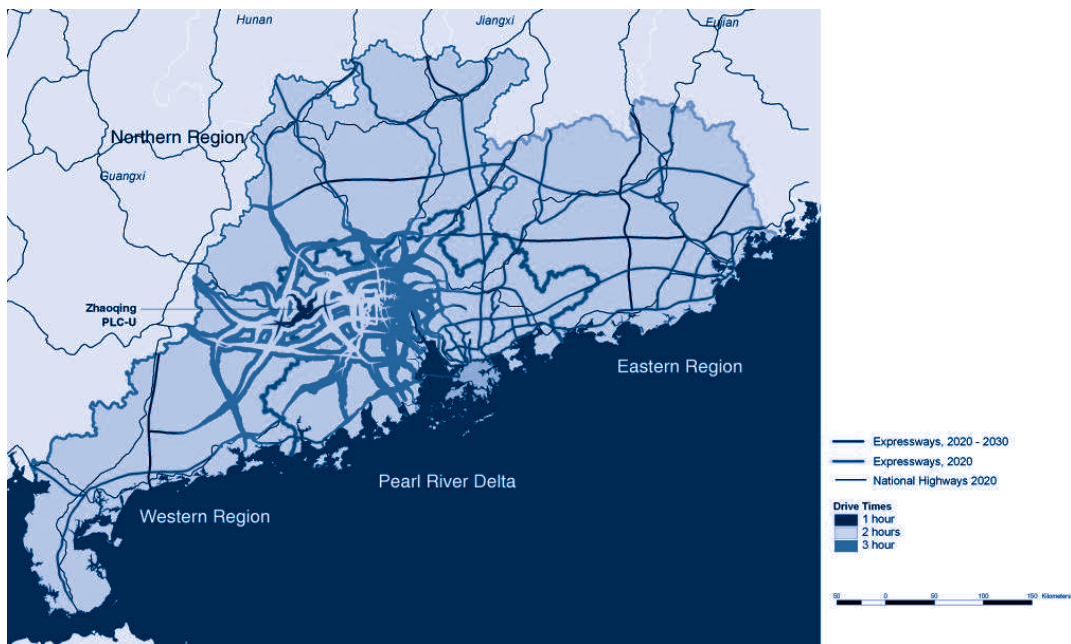 Hunan
Jiangxi
Fujian
Northern Region
Guangxi
Zhaoqing
PLC-U
Eastern Region
Pearl River Delta
Western Region
Expressways, 2020 - 2030
Expressways, 2020
National Highways 2020
Drive Times
1 hour
2 hours
3 hour
50 0 50 100 150 Kilometers